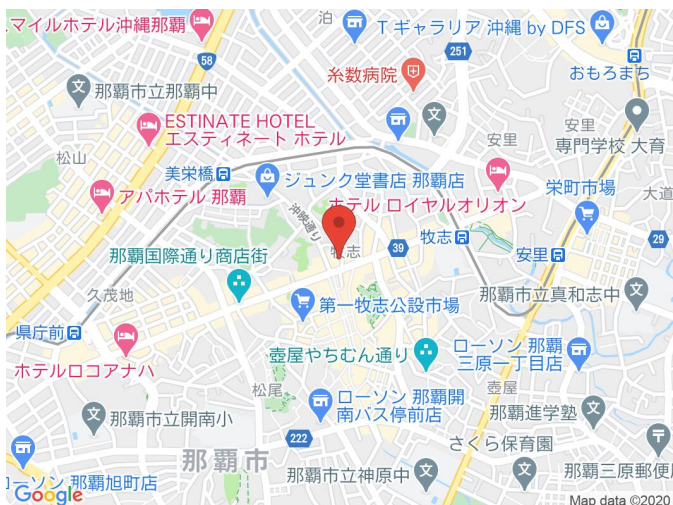 スマイルホテル沖縄那覇
泊
T ギャラリア 沖縄 by DFS
58
251
おもろまち
糸数病院
那覇市立那覇中
ESTINATE HOTEL
エスティネート ホテル
安里
安里
専門学校 大育
松山
美栄橋
ジュンク堂書店 那覇店
アパホテル 那覇
ホテル ロイヤルオリオン
栄町市場
大道
沖映通り
牧志
牧志
39
安里
29
那覇国際通り商店街
久茂地
第一牧志公設市場
那覇市立真和志中
県庁前
壺屋やちむん通り
ローソン 那覇
三原一丁目店
ホテルロコアナハ
松尾
壺屋
ローソン 那覇開
南バス停前店
那覇市立開南小
那覇進学塾
222
さくら保育園
那覇市
那覇市立神原中
那覇三原郵便局
ローソン 那覇旭町店
Google
Map data ©2020